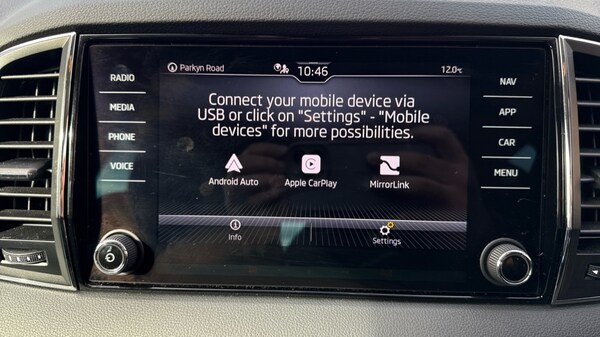 Parkyn Road
10:46
12.0°C
RADIO
MEDIA
PHONE
VOICE
Connect your mobile device via
USB or click on "Settings" - "Mobile
devices" for more possibilities.
Android Auto
Apple CarPlay
MirrorLink
Info
Settings
NAV
APP
CAR
MENU